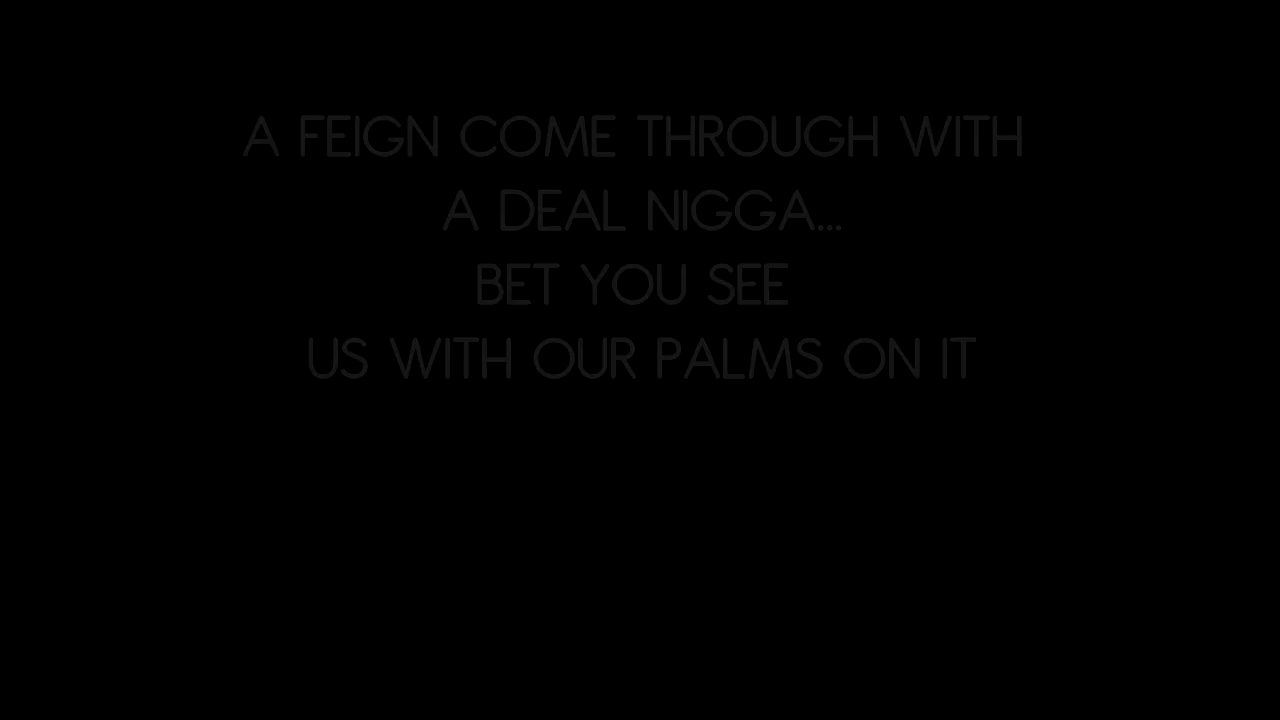 A FEIGN COME THROUGH WITH
A DEAL NIGGA...
BET YOU SEE
US WITH OUR PALMS ON IT